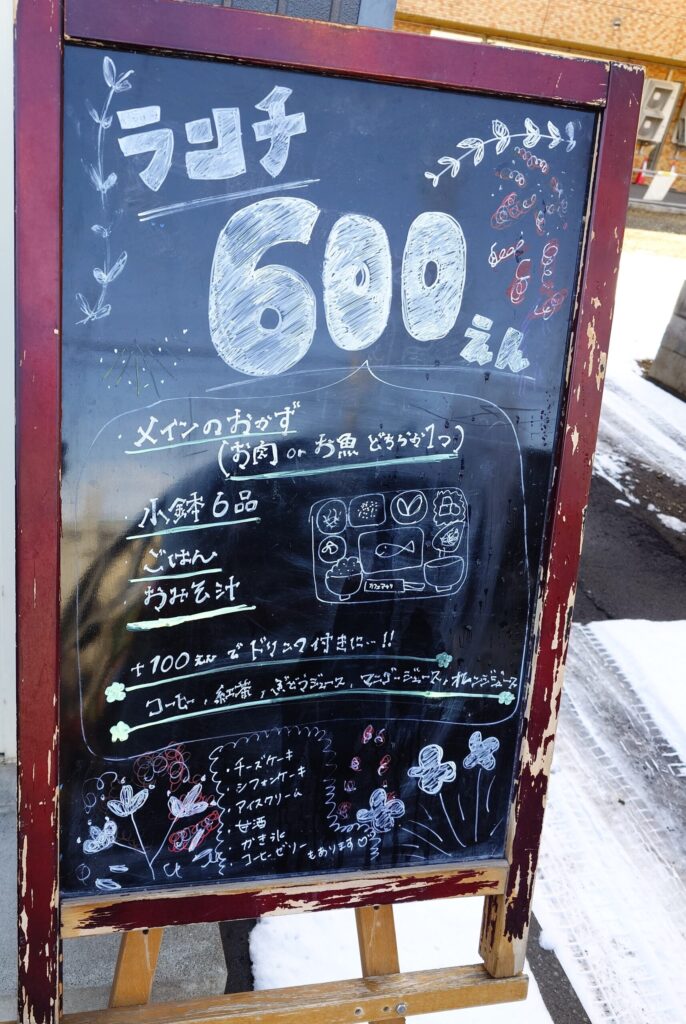 ランチ
600えん
・メインのおかず
(お肉 or お魚 どちらか1つ)
・小鉢6品
・ごはん
・おみそ汁
+100えんでドリンク付きに…!!
コーヒー, 紅茶, ぶどうジュース, マンゴージュース, オレンジジュース
・チーズケーキ
・シフォンケーキ
・アイスクリーム
・甘酒
・かき氷
・コーヒーゼリー もあります